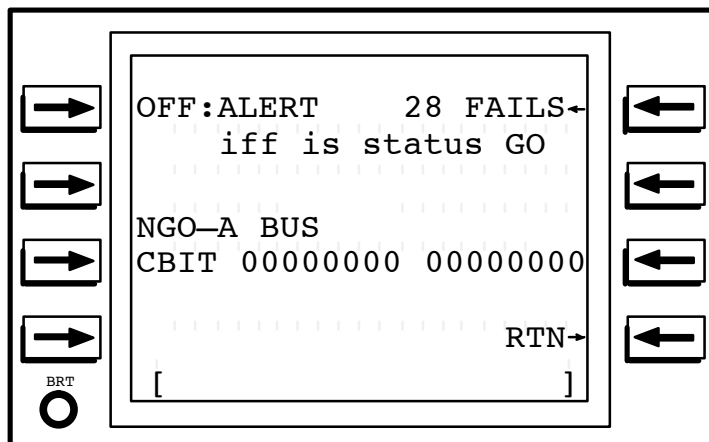 OFF:ALERT 28 FAILS←
iff is status GO
NGO—A BUS
CBIT 00000000 00000000
RTN→
[ ]
BRT